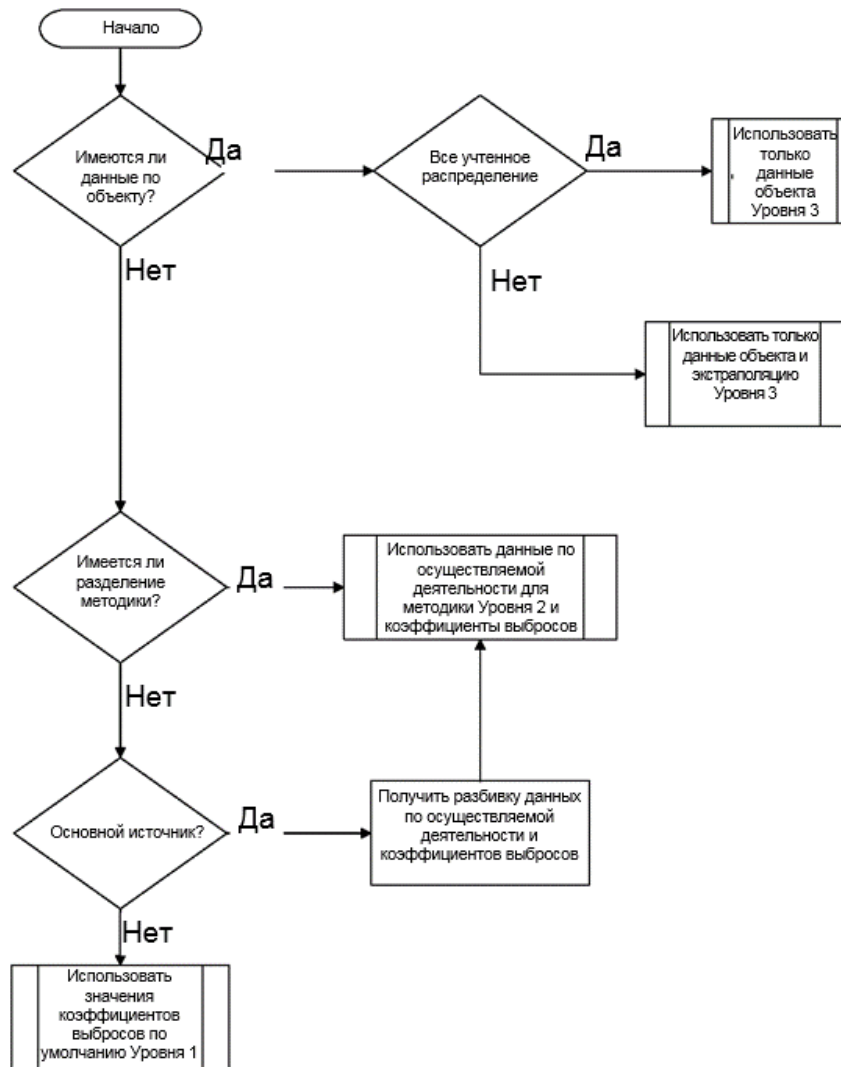 Начало
Имеются ли
данные по
объекту?
Да
Все учтенное
распределение
Да
Использовать
только
данные
объекта
Уровня 3
Нет
Нет
Использовать только
данные объекта и
экстраполяцию
Уровня 3
Имеется ли
разделение
методики?
Да
Использовать данные по
осуществляемой
деятельности для
методики Уровня 2 и
коэффициенты выбросов
Нет
Основной источник?
Да
Получить разбивку данных
по осуществляемой
деятельности и
коэффициентов выбросов
Нет
Использовать
значения
коэффициентов
выбросов по
умолчанию Уровня 1